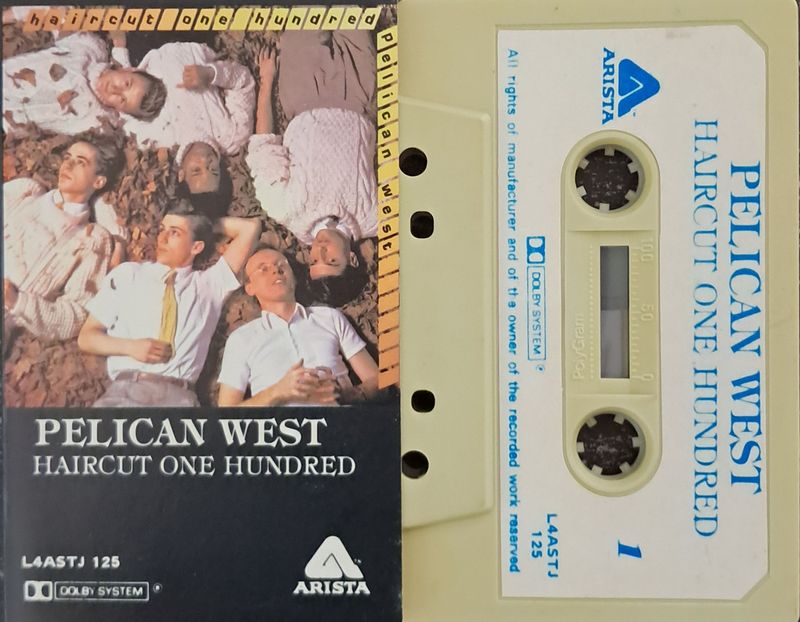 haircut one hundred
pelican west
PELICAN WEST
HAIRCUT ONE HUNDRED
L4ASTJ 125
DOLBY SYSTEM ®
ARISTA
PELICAN WEST
HAIRCUT ONE HUNDRED
ARISTA™
1
100 50 0
PolyGram
DOLBY SYSTEM ®
L4ASTJ
125
All rights of manufacturer and of the owner of the recorded work reserved